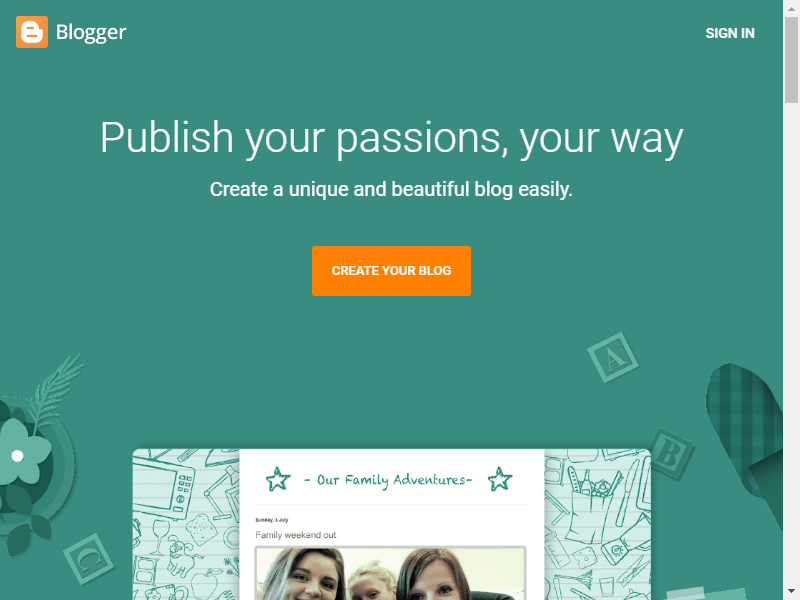 Blogger
SIGN IN
Publish your passions, your way
Create a unique and beautiful blog easily.
CREATE YOUR BLOG
A
B
C
- Our Family Adventures-
Sunday, 3 July
Family weekend out